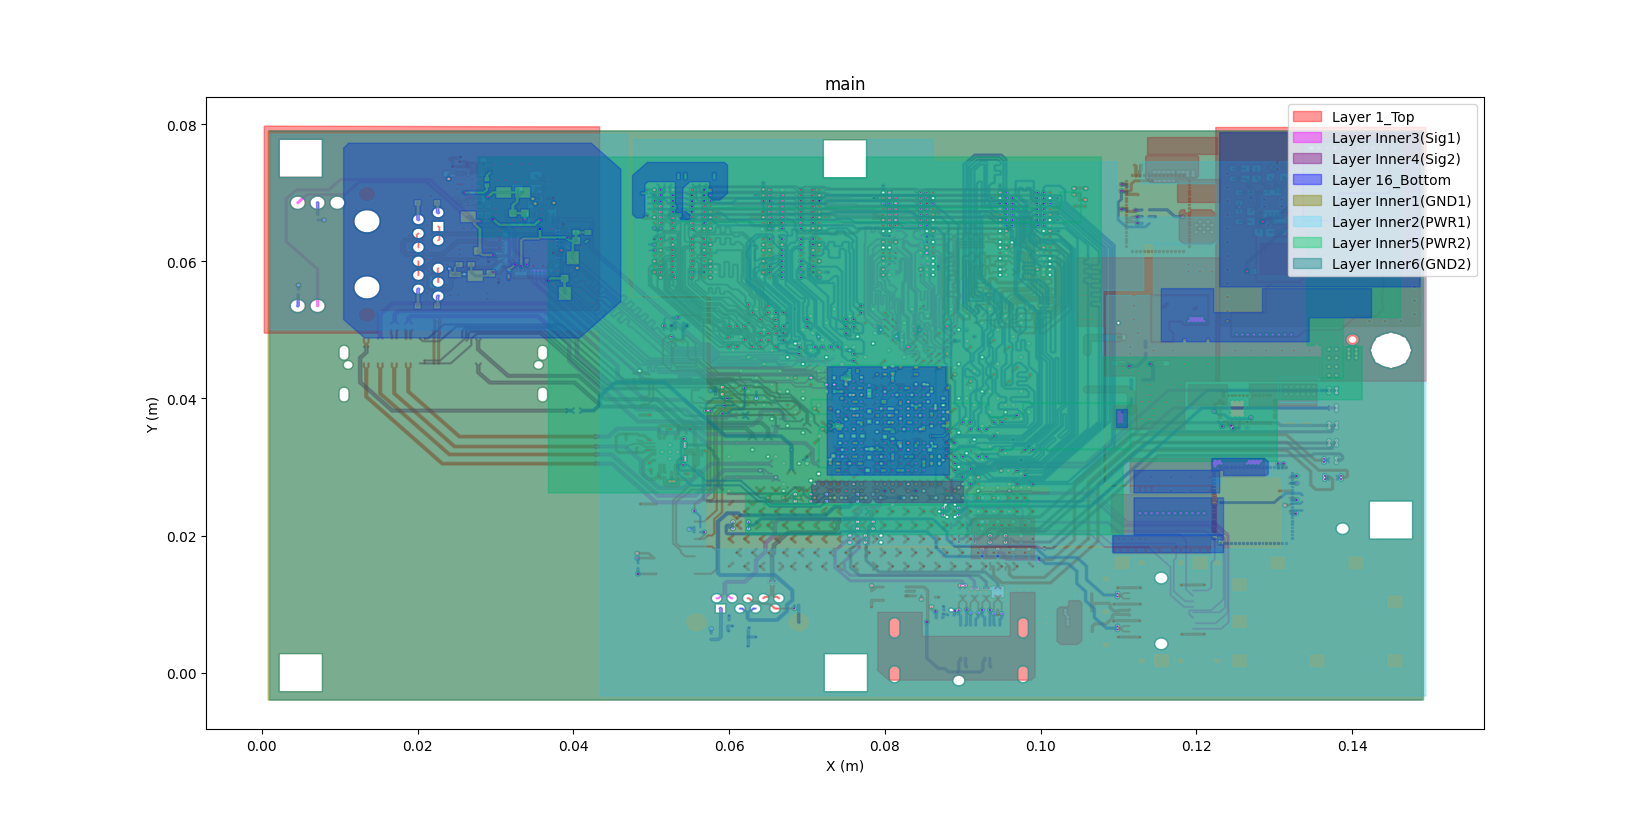 main
Layer 1_Top
Layer Inner3(Sig1)
Layer Inner4(Sig2)
Layer 16_Bottom
Layer Inner1(GND1)
Layer Inner2(PWR1)
Layer Inner5(PWR2)
Layer Inner6(GND2)
0.08
0.06
0.04
0.02
0.00
Y (m)
0.00 0.02 0.04 0.06 0.08 0.10 0.12 0.14
X (m)